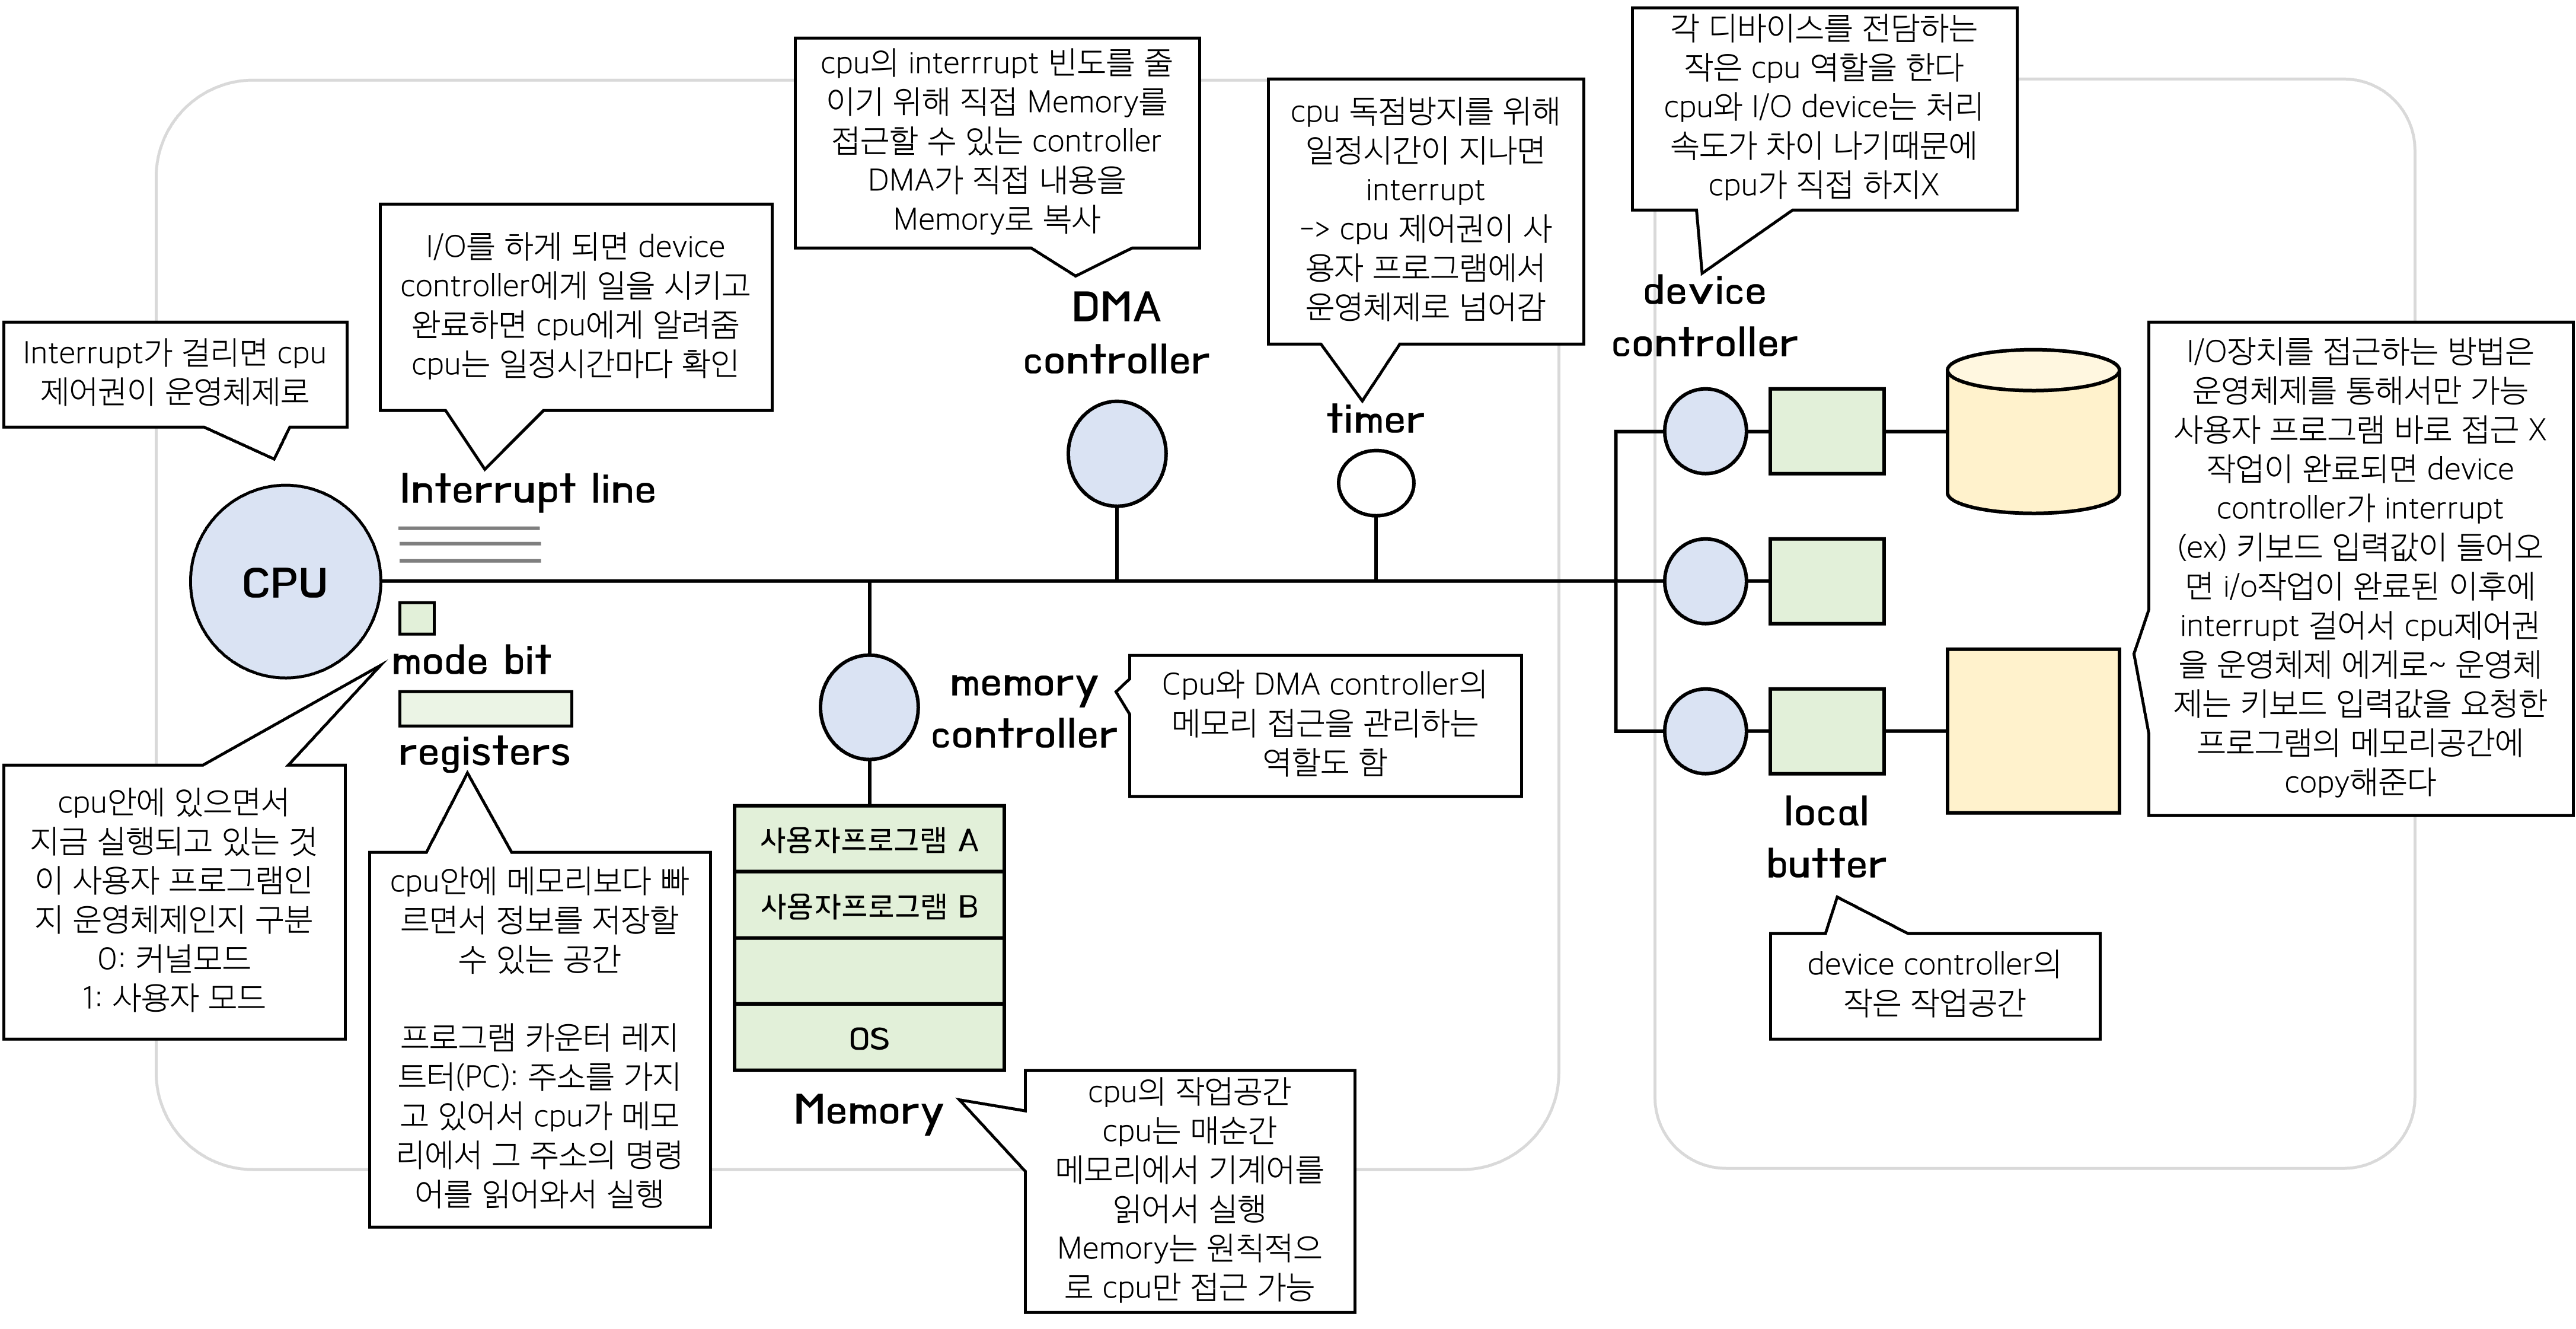 cpu의 interrrupt 빈도를 줄
이기 위해 직접 Memory를
접근할 수 있는 controller
DMA가 직접 내용을
Memory로 복사
cpu 독점방지를 위해
일정시간이 지나면
interrupt
-> cpu 제어권이 사
용자 프로그램에서
운영체제로 넘어감
각 디바이스를 전담하는
작은 cpu 역할을 한다
cpu와 I/O device는 처리
속도가 차이 나기때문에
cpu가 직접 하지X
I/O를 하게 되면 device
controller에게 일을 시키고
완료하면 cpu에게 알려줌
cpu는 일정시간마다 확인
Interrupt가 걸리면 cpu
제어권이 운영체제로
DMA
controller
timer
device
controller
I/O장치를 접근하는 방법은
운영체제를 통해서만 가능
사용자 프로그램 바로 접근 X
작업이 완료되면 device
controller가 interrupt
(ex) 키보드 입력값이 들어오
면 i/o작업이 완료된 이후에
interrupt 걸어서 cpu제어권
을 운영체제 에게로~ 운영체
제는 키보드 입력값을 요청한
프로그램의 메모리공간에
copy해준다
Interrupt line
CPU
mode bit
registers
memory
controller
Cpu와 DMA controller의
메모리 접근을 관리하는
역할도 함
cpu안에 있으면서
지금 실행되고 있는 것
이 사용자 프로그램인
지 운영체제인지 구분
0: 커널모드
1: 사용자 모드
cpu안에 메모리보다 빠
르면서 정보를 저장할
수 있는 공간
프로그램 카운터 레지
트터(PC): 주소를 가지
고 있어서 cpu가 메모
리에서 그 주소의 명령
어를 읽어와서 실행
사용자프로그램 A
사용자프로그램 B
OS
Memory
cpu의 작업공간
cpu는 매순간
메모리에서 기계어를
읽어서 실행
Memory는 원칙적으
로 cpu만 접근 가능
local
butter
device controller의
작은 작업공간